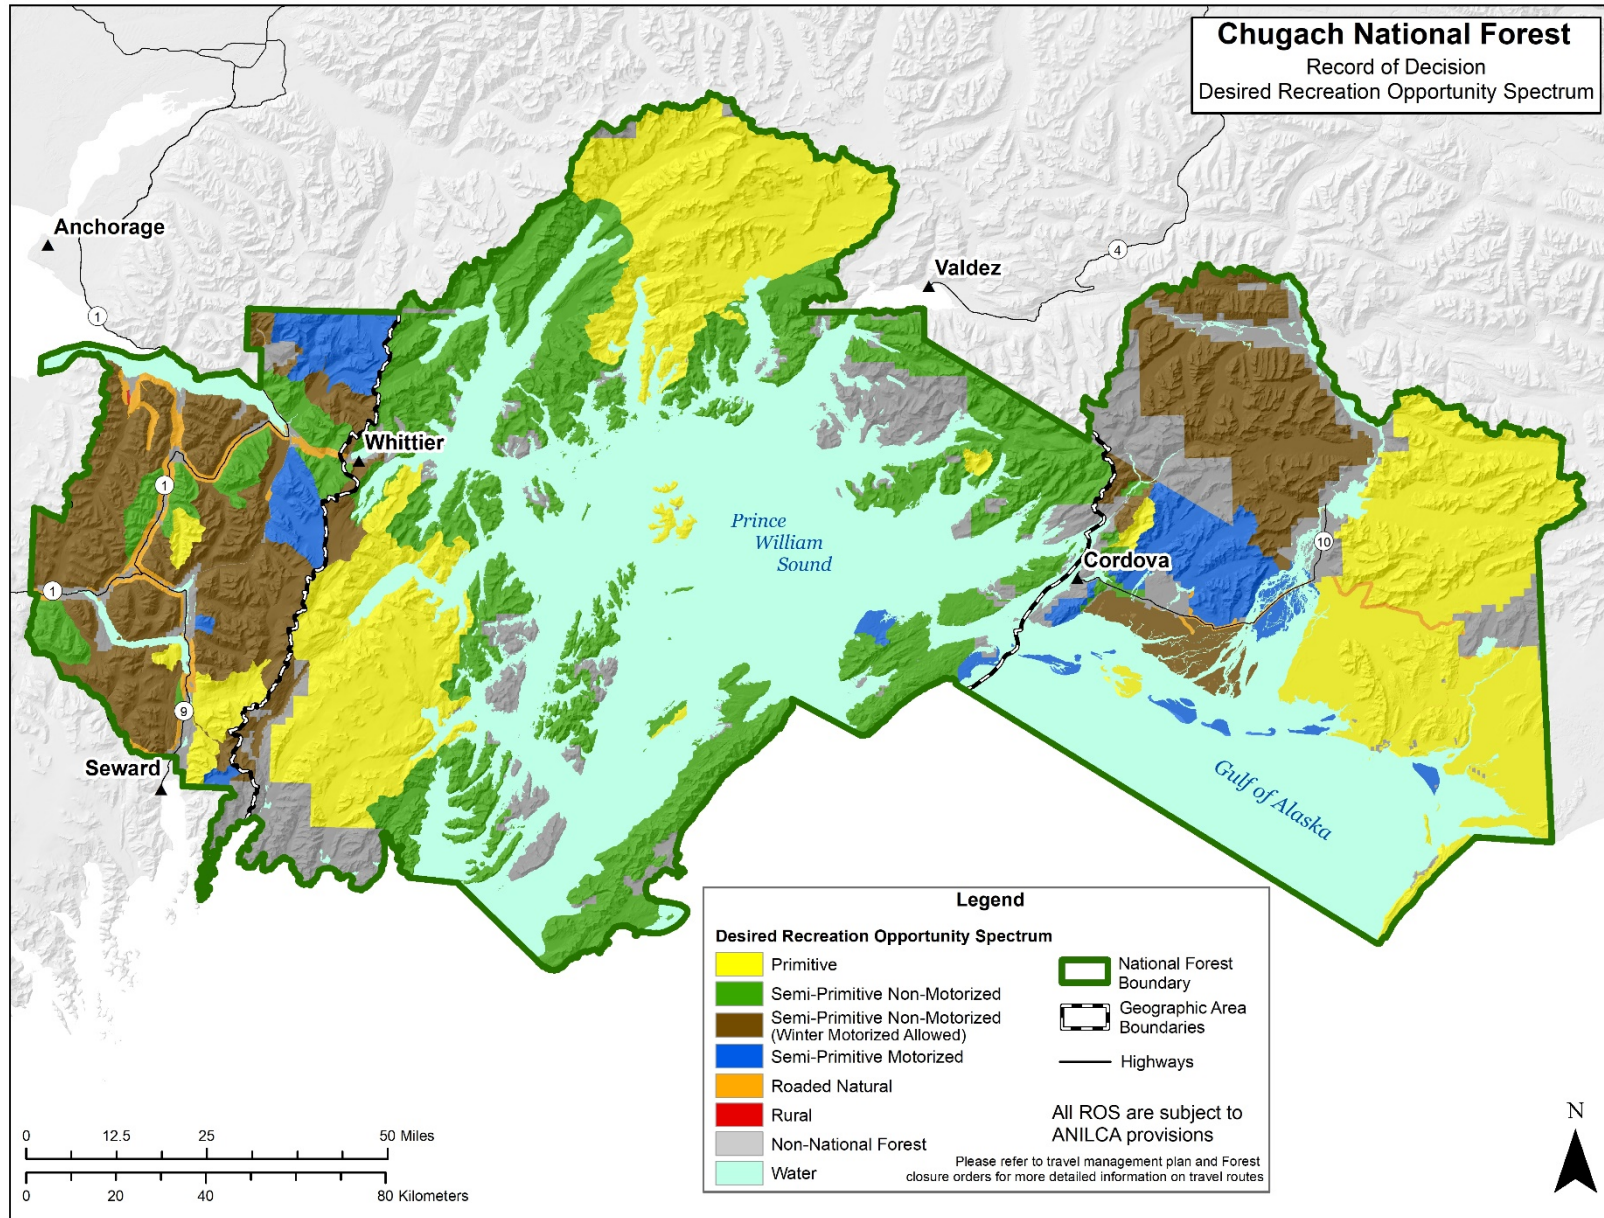 Chugach National Forest
Record of Decision
Desired Recreation Opportunity Spectrum
Anchorage
Valdez
4
1
Whittier
1
Prince
William
Sound
10
Cordova
1
9
Seward
Gulf of Alaska
Legend
Desired Recreation Opportunity Spectrum
Primitive
Semi-Primitive Non-Motorized
Semi-Primitive Non-Motorized
(Winter Motorized Allowed)
Semi-Primitive Motorized
Roaded Natural
Rural
Non-National Forest
Water
National Forest
Boundary
Geographic Area
Boundaries
Highways
All ROS are subject to
ANILCA provisions
Please refer to travel management plan and Forest
closure orders for more detailed information on travel routes
N
0 12.5 25 50 Miles
0 20 40 80 Kilometers